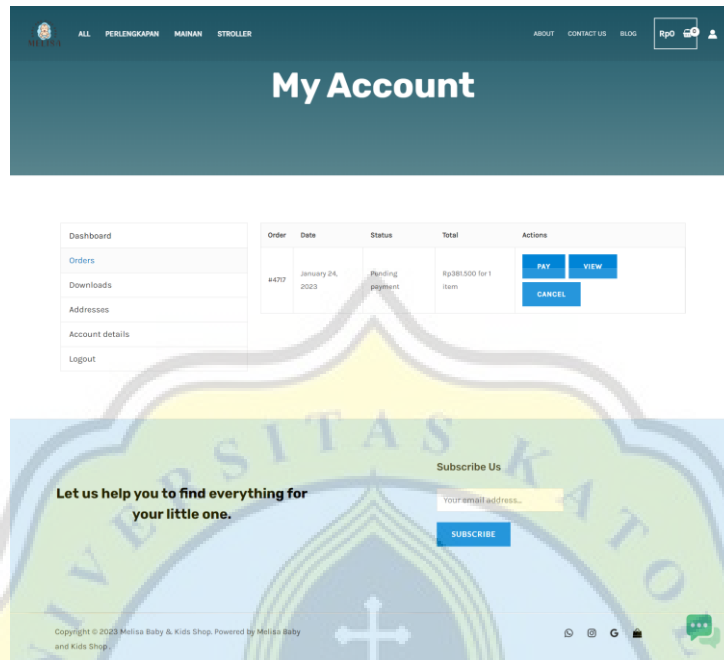 MELISA
ALL PERLENGKAPAN MAINAN STROLLER
ABOUT CONTACT US BLOG Rp0 0
My Account
Dashboard
Orders
Downloads
Addresses
Account details
Logout
Order Date Status Total Actions
#4717 January 24, 2023 Pending payment Rp381.500 for 1 item PAY VIEW CANCEL
UNIVERSITAS KATO
Let us help you to find everything for
your little one.
Subscribe Us
Your email address...
SUBSCRIBE
Copyright © 2023 Melisa Baby & Kids Shop. Powered by Melisa Baby
and Kids Shop.